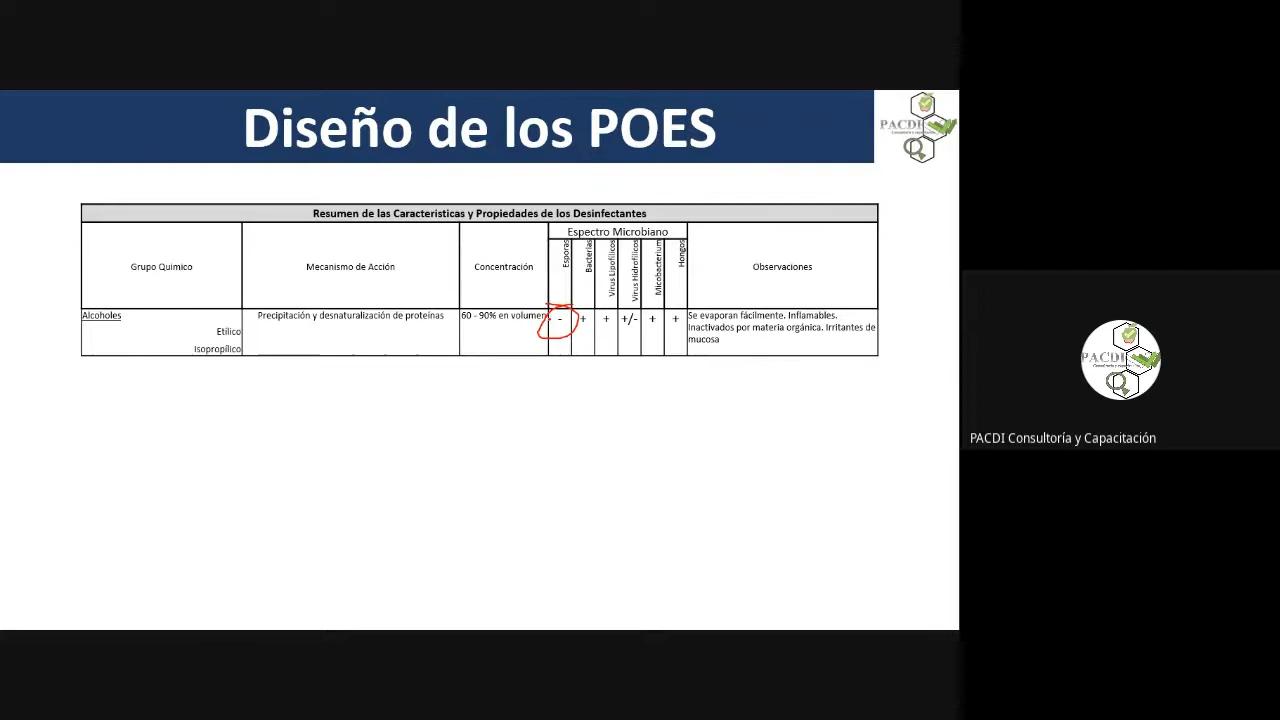 Diseño de los POES
PACDI
Resumen de las Caracteristicas y Propiedades de los Desinfectantes
Grupo Quimico
Mecanismo de Acción
Concentración
Espectro Microbiano
Esporas
Bacterias
Virus Lipofílicos
Virus Hidrofílicos
Micobacterium
Hongos
Observaciones
Alcoholes
Etílico
Isopropílico
Precipitación y desnaturalización de proteínas
60 - 90% en volumen
- + + +/- + +
Se evaporan fácilmente. Inflamables.
Inactivados por materia orgánica. Irritantes de
mucosa
PACDI
PACDI Consultoría y Capacitación